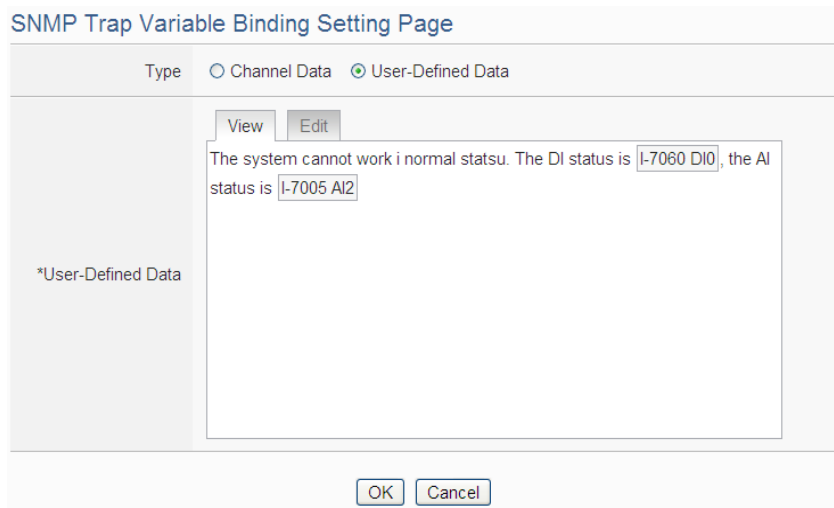 SNMP Trap Variable Binding Setting Page
Type Channel Data User-Defined Data
View Edit
The system cannot work i normal statsu. The DI status is I-7060 DI0 , the AI
status is I-7005 AI2
*User-Defined Data
OK Cancel